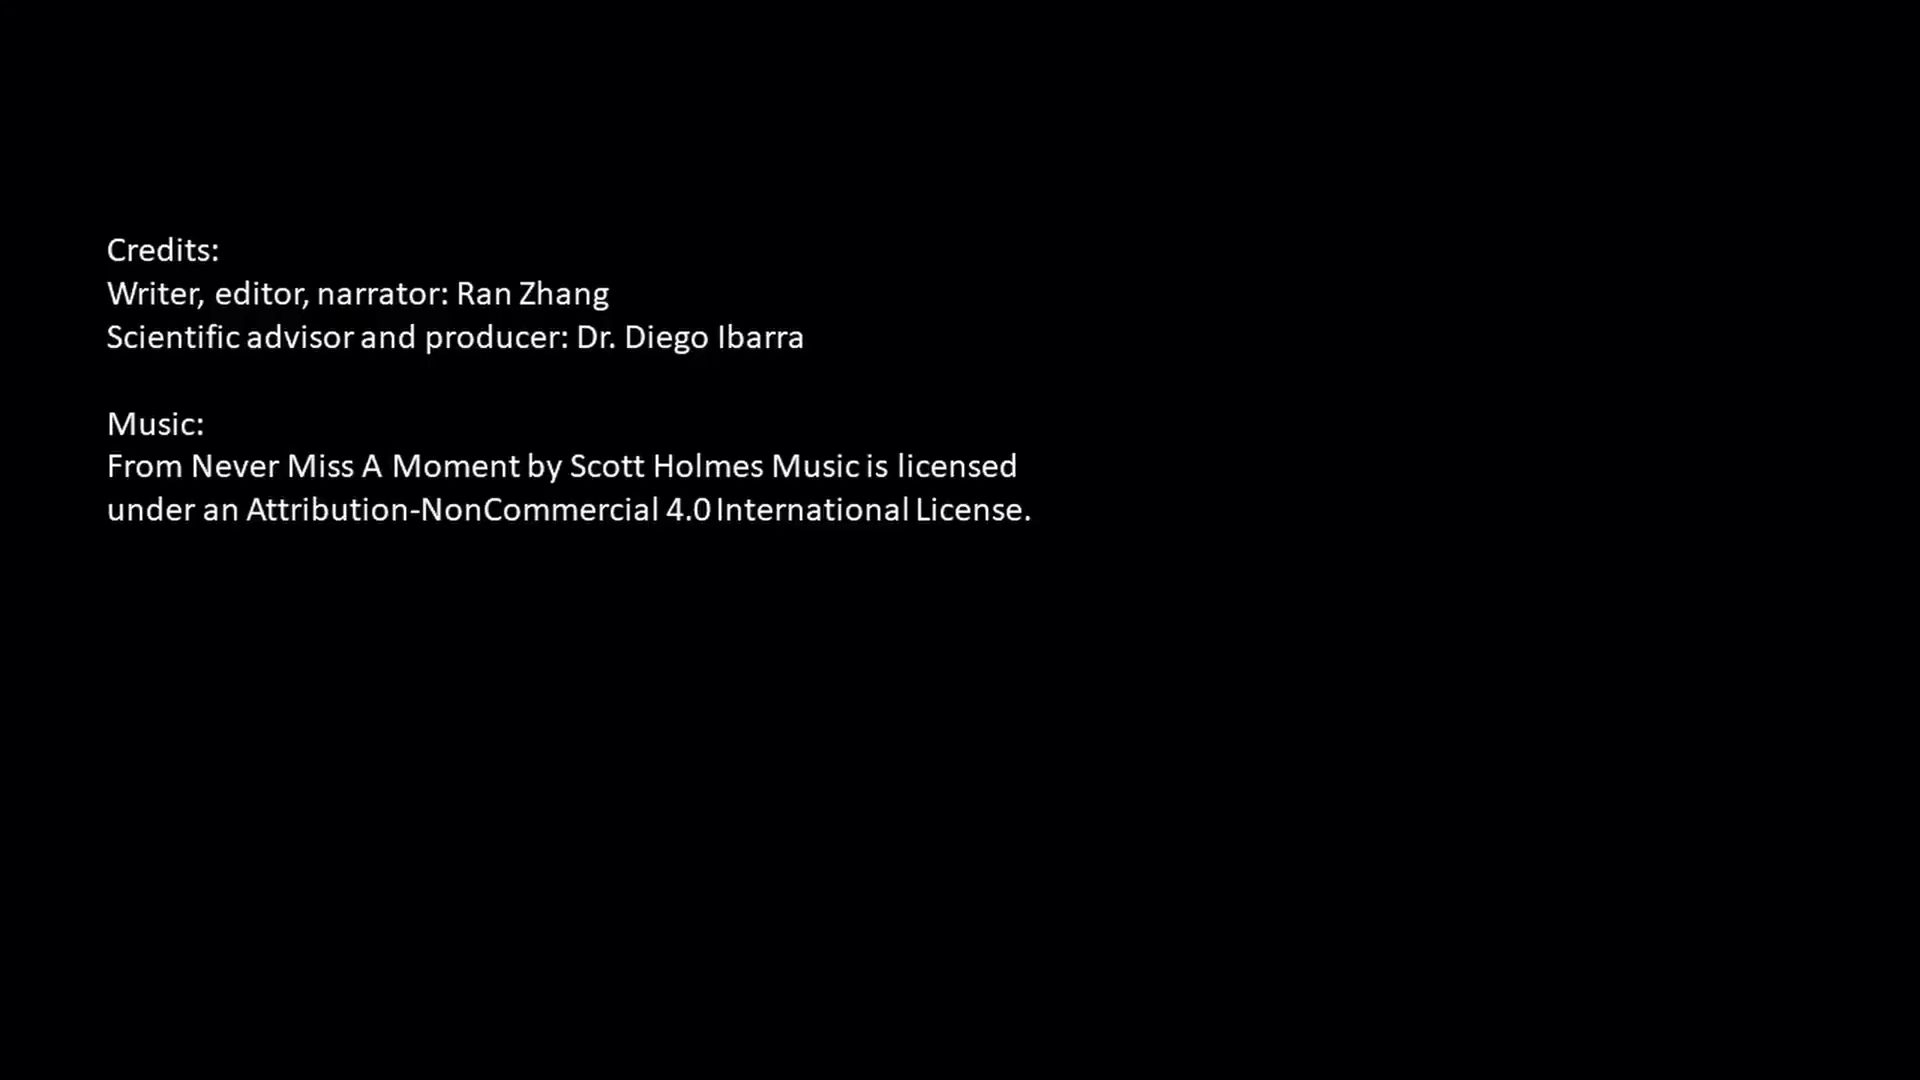 Credits:
Writer, editor, narrator: Ran Zhang
Scientific advisor and producer: Dr. Diego Ibarra
Music:
From Never Miss A Moment by Scott Holmes Music is licensed
under an Attribution-NonCommercial 4.0 International License.